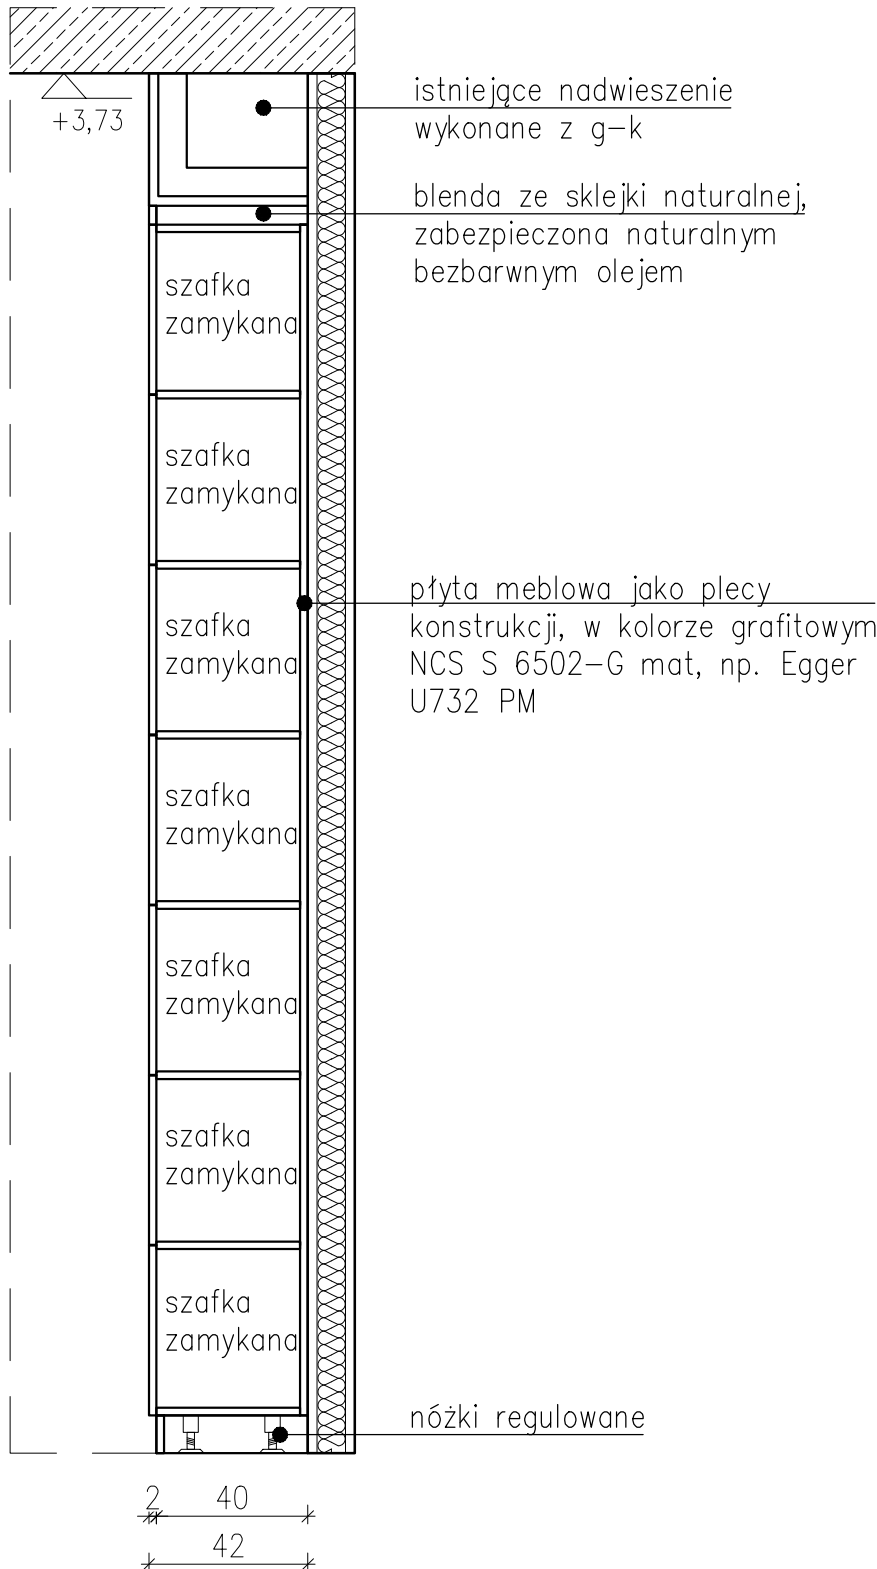 istniejące nadwieszenie
wykonane z g-k
+3,73
blenda ze sklejki naturalnej,
zabezpieczona naturalnym
bezbarwnym olejem
szafka
zamykana
szafka
zamykana
płyta meblowa jako plecy
konstrukcji, w kolorze grafitowym
NCS S 6502-G mat, np. Egger
U732 PM
szafka
zamykana
szafka
zamykana
szafka
zamykana
szafka
zamykana
szafka
zamykana
nóżki regulowane
2 40
42